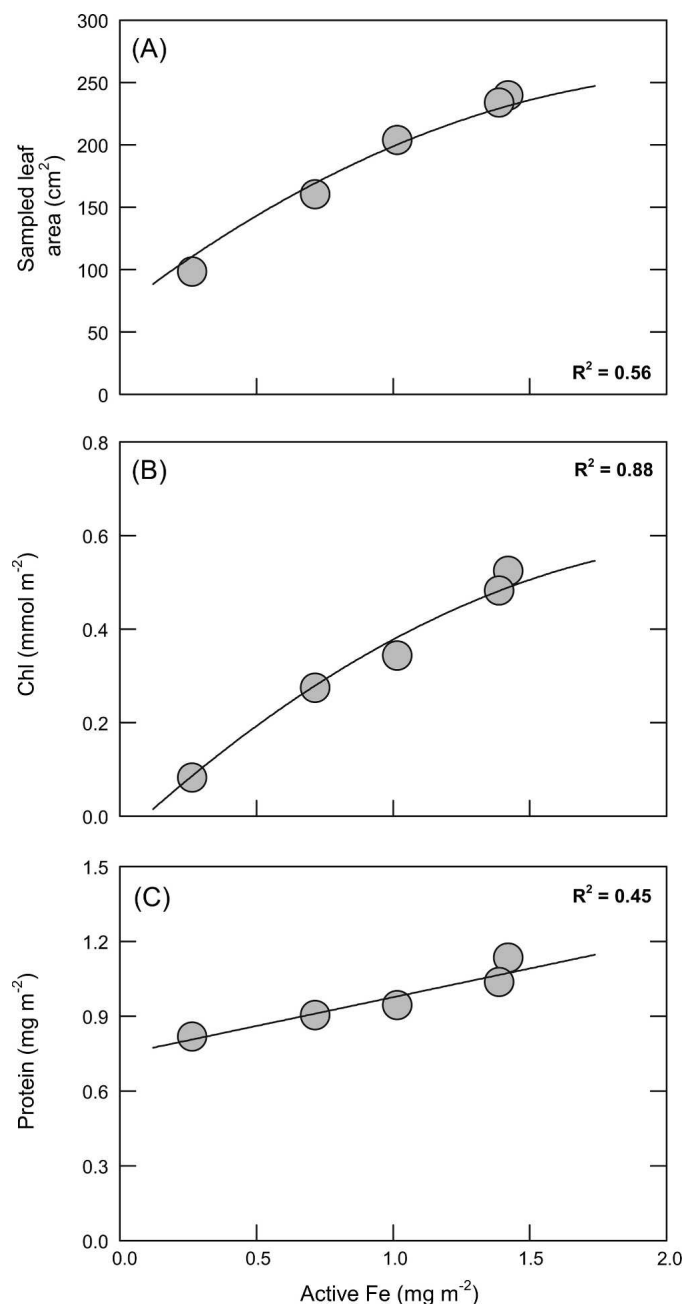 300
(A)
250
200
Sampled leaf
area (cm²)
150
100
50
R² = 0.56
0
0.8
(B)
R² = 0.88
0.6
Chl (mmol m⁻²)
0.4
0.2
0.0
1.5
(C)
R² = 0.45
1.2
Protein (mg m⁻²)
0.9
0.6
0.3
0.0
0.0 0.5 1.0 1.5 2.0
Active Fe (mg m⁻²)